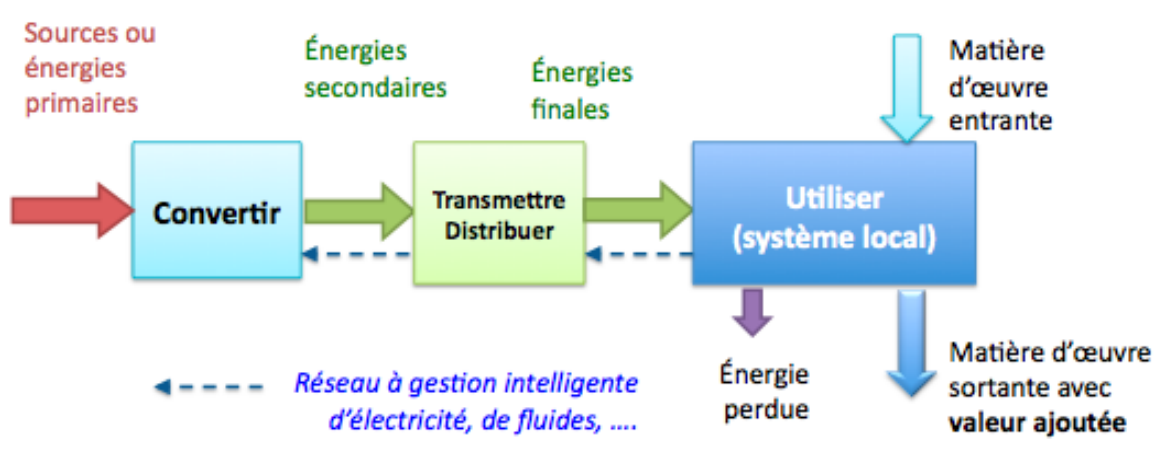 Sources ou
énergies
primaires
Énergies
secondaires
Énergies
finales
Matière
d'œuvre
entrante
Convertir
Transmettre
Distribuer
Utiliser
(système local)
Énergie
perdue
Matière d'œuvre
sortante avec
valeur ajoutée
Réseau à gestion intelligente
d'électricité, de fluides, ....